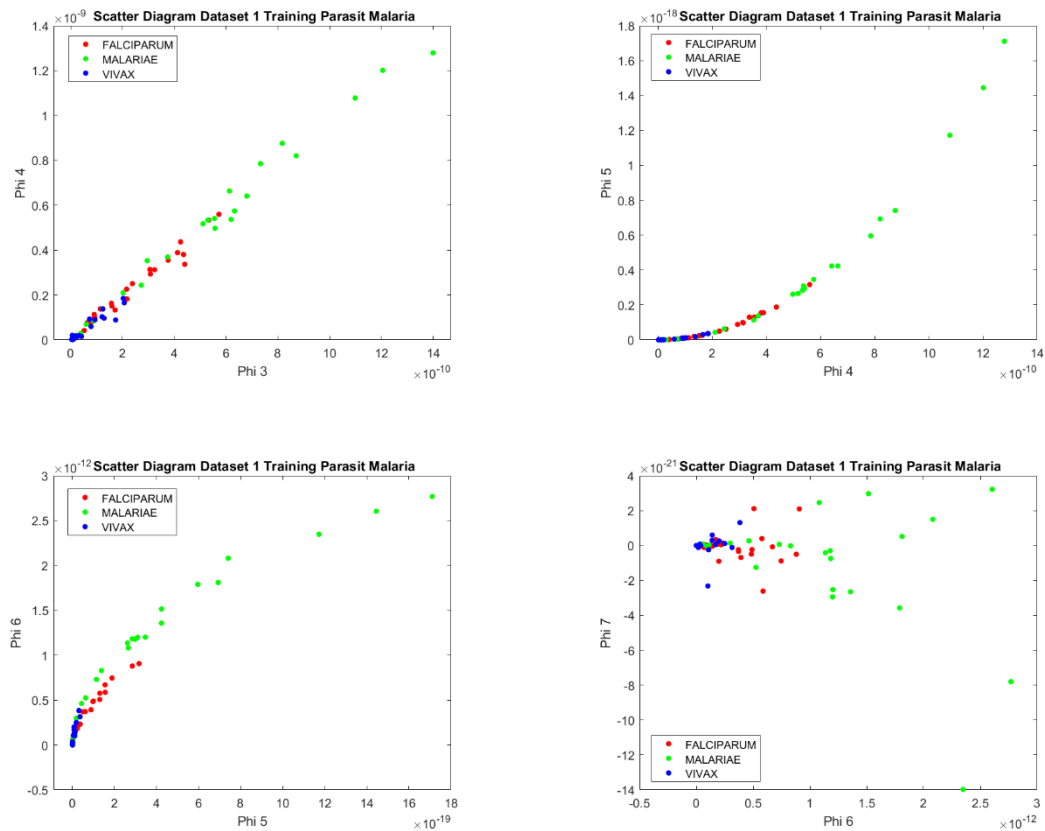 Scatter Diagram Dataset 1 Training Parasit Malaria
×10⁻⁹
1.4
1.2
1
0.8
0.6
0.4
0.2
0
-0.2
Phi 4
FALCIPARUM
MALARIAE
VIVAX
0 2 4 6 8 10 12 14
Phi 3
×10⁻¹⁰
Scatter Diagram Dataset 1 Training Parasit Malaria
×10⁻¹⁸
1.8
1.6
1.4
1.2
1
0.8
0.6
0.4
0.2
0
-0.2
Phi 5
FALCIPARUM
MALARIAE
VIVAX
0 2 4 6 8 10 12 14
Phi 4
×10⁻¹⁰
Scatter Diagram Dataset 1 Training Parasit Malaria
×10⁻¹²
3
2.5
2
1.5
1
0.5
0
-0.5
Phi 6
FALCIPARUM
MALARIAE
VIVAX
0 2 4 6 8 10 12 14 16 18
Phi 5
×10⁻¹⁹
Scatter Diagram Dataset 1 Training Parasit Malaria
×10⁻²¹
4
2
0
-2
-4
-6
-8
-10
-12
-14
Phi 7
FALCIPARUM
MALARIAE
VIVAX
-0.5 0 0.5 1 1.5 2 2.5 3
Phi 6
×10⁻¹²